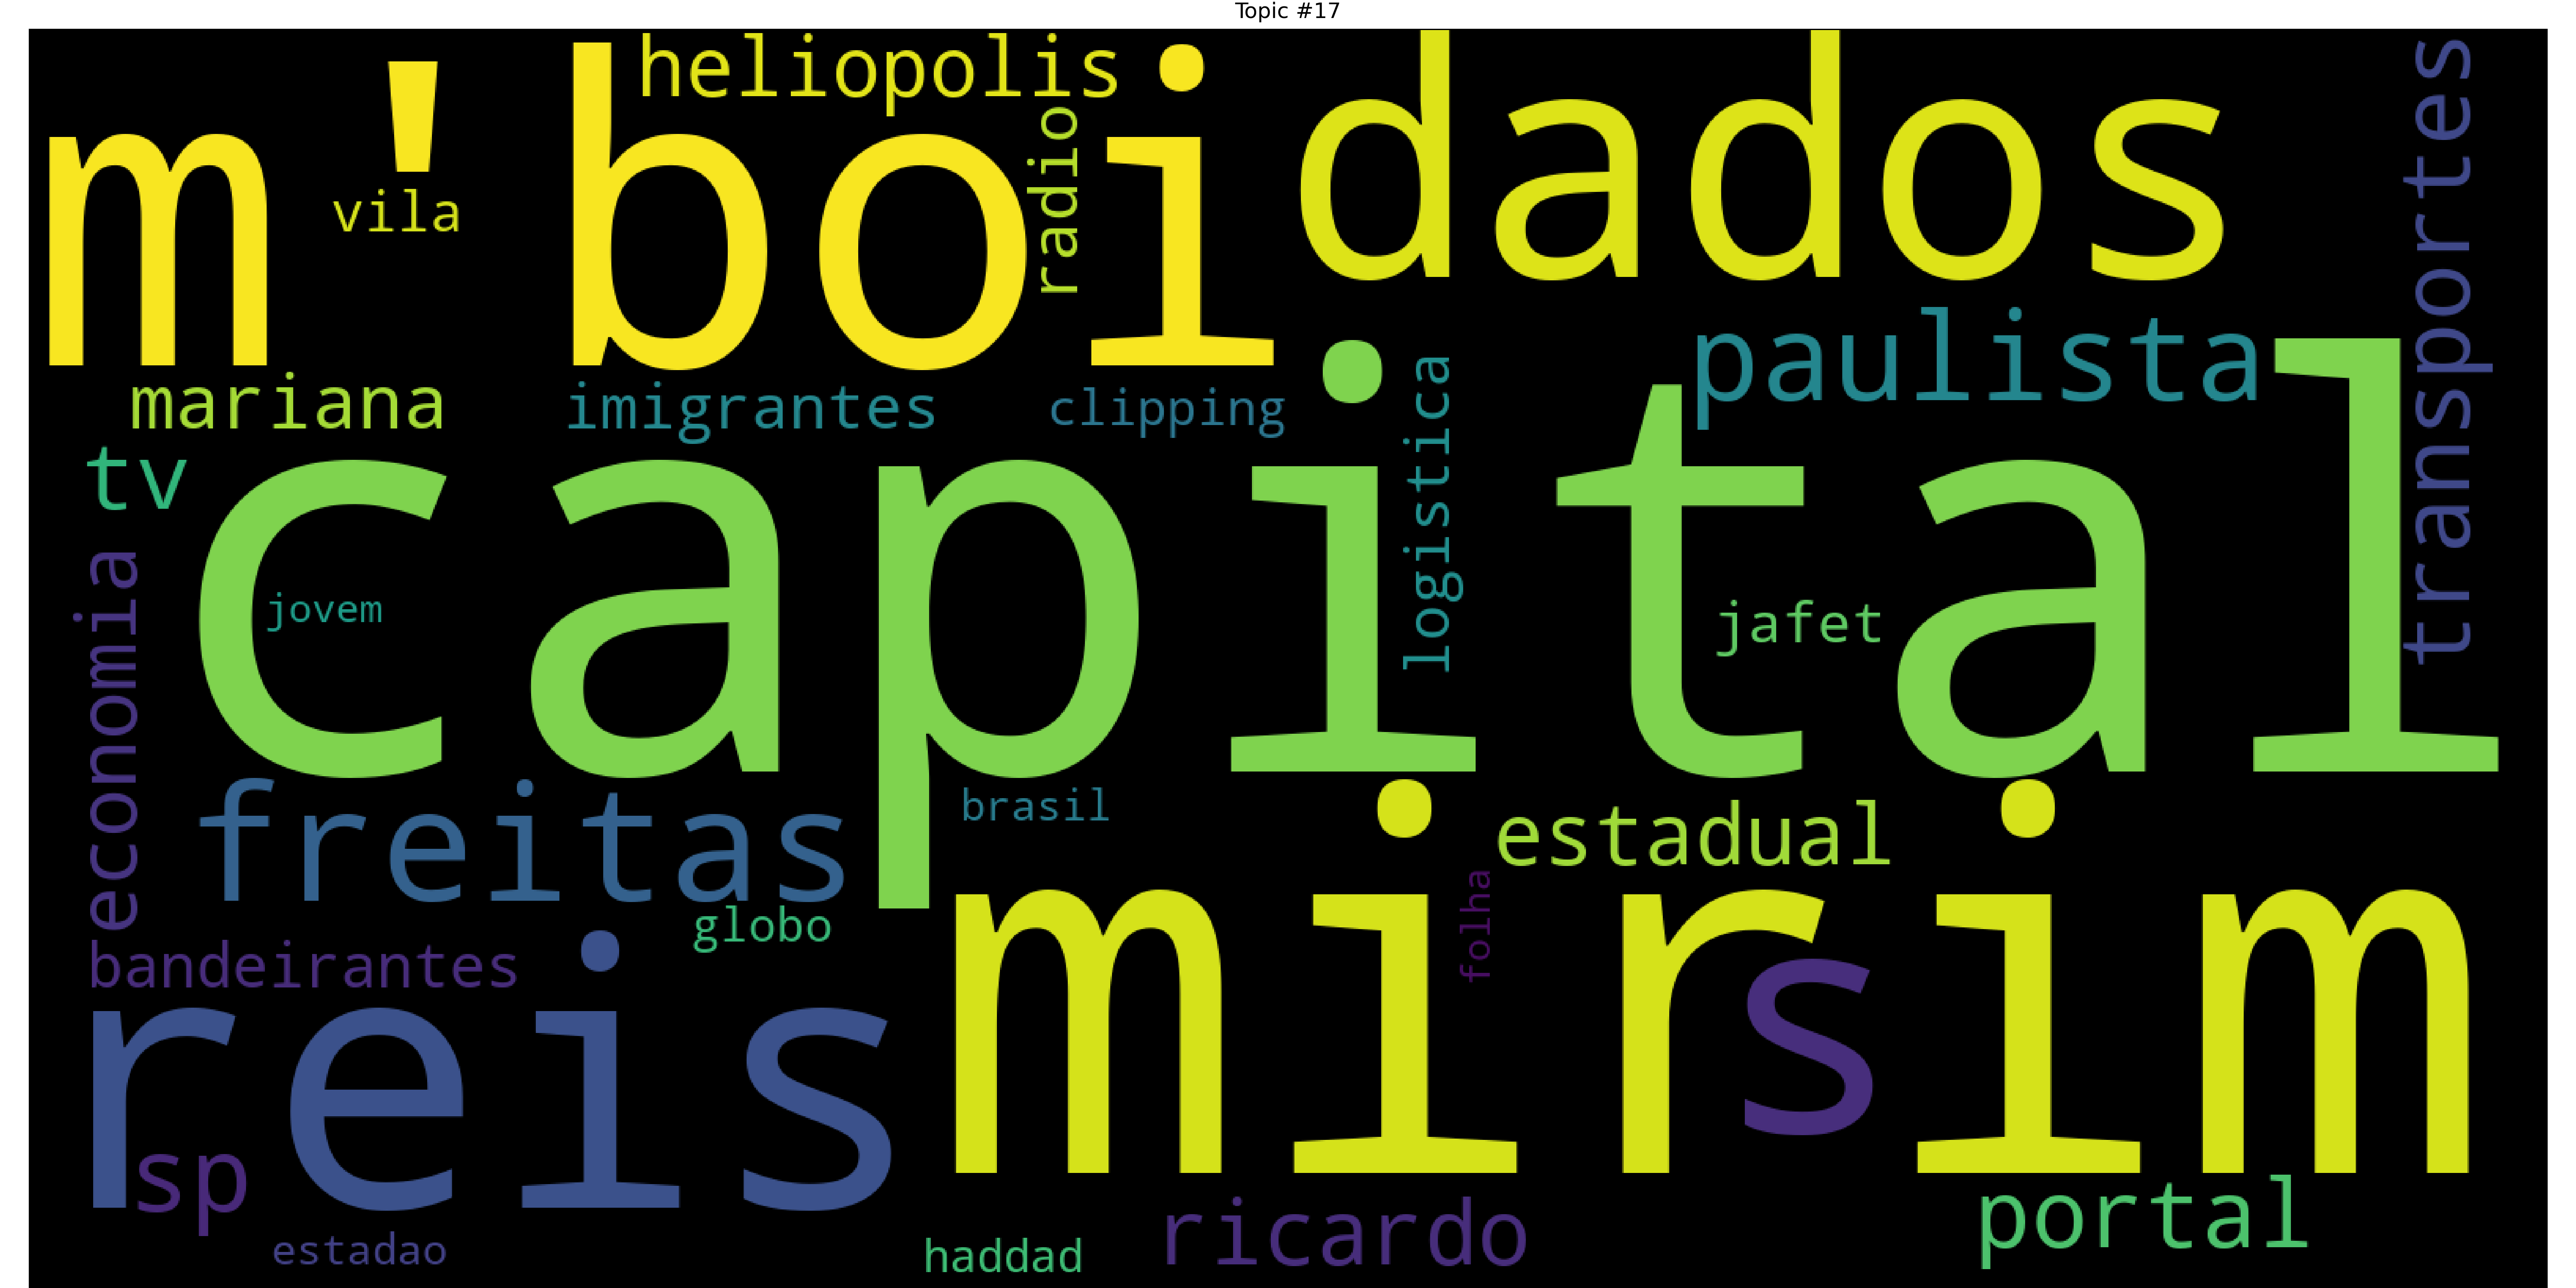 Topic #17
heliopolis
m'boi
dados
transportes
radio
vila
paulista
mariana
imigrantes
clipping
logistica
tv
capital
economia
jovem
jafet
freitas
brasil
estadual
globo
folha
mirim
bandeirantes
reis
s
sp
ricardo
portal
estadao
haddad